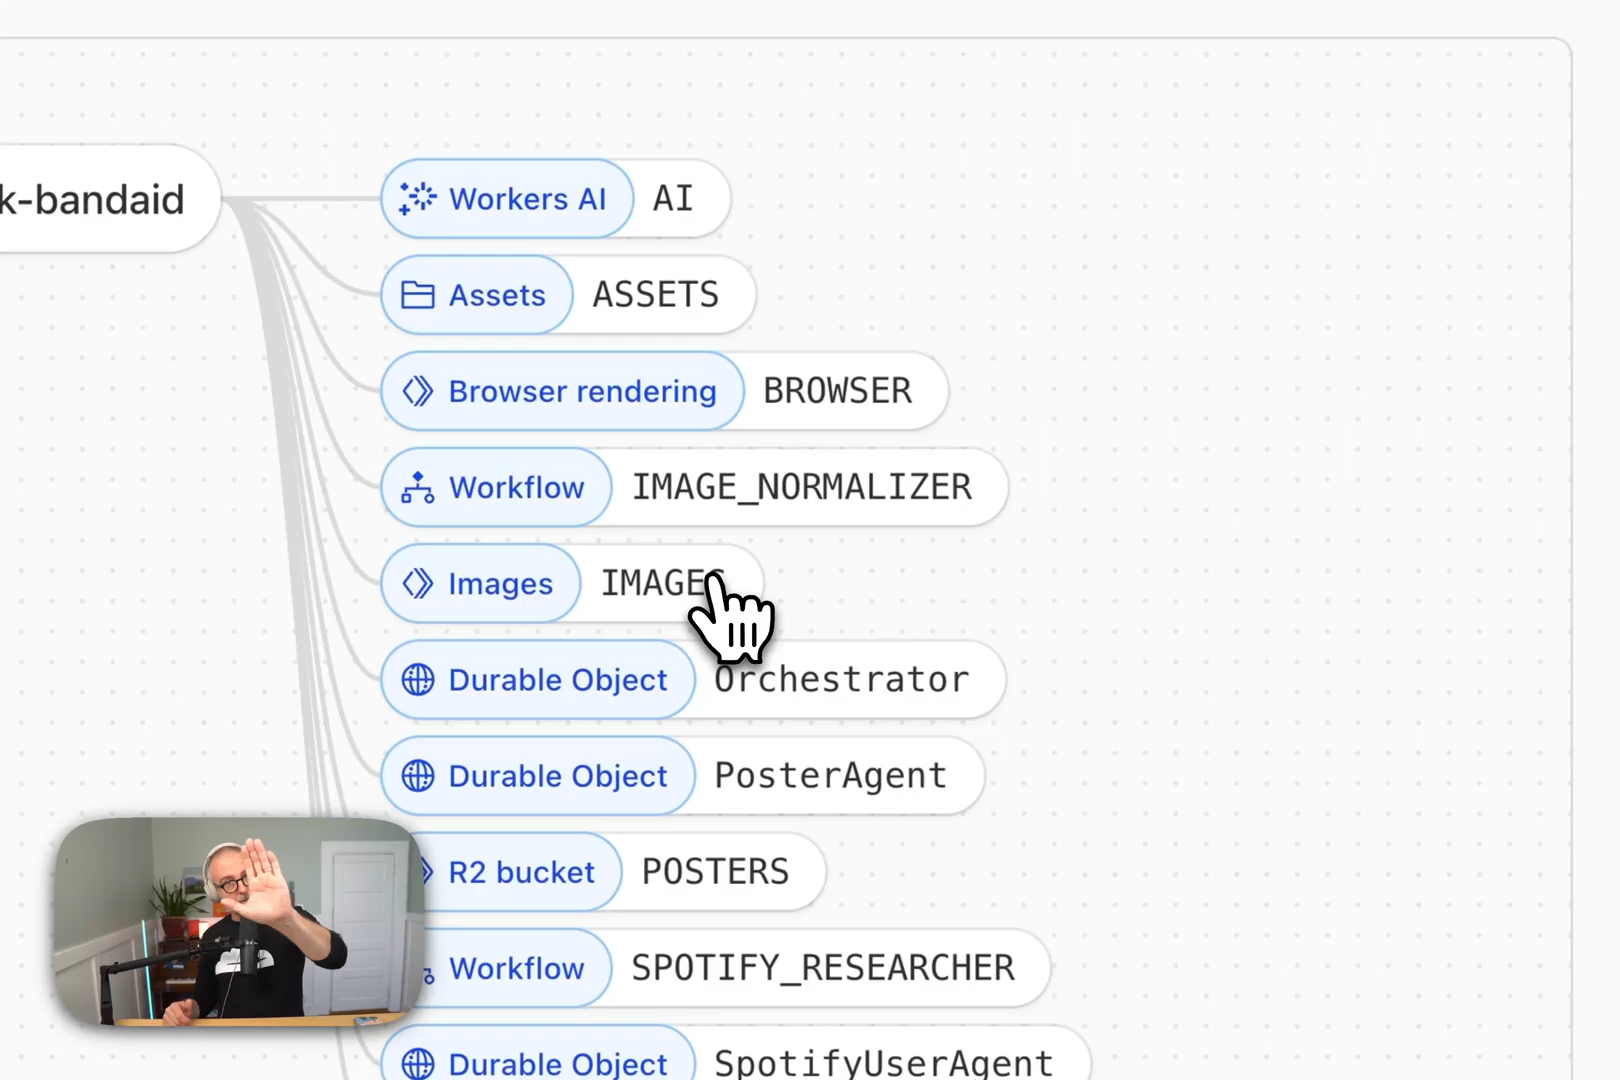 k-bandaid
Workers AI AI
Assets ASSETS
Browser rendering BROWSER
Workflow IMAGE_NORMALIZER
Images IMAGES
Durable Object Orchestrator
Durable Object PosterAgent
R2 bucket POSTERS
Workflow SPOTIFY_RESEARCHER
Durable Object SpotifyUserAgent